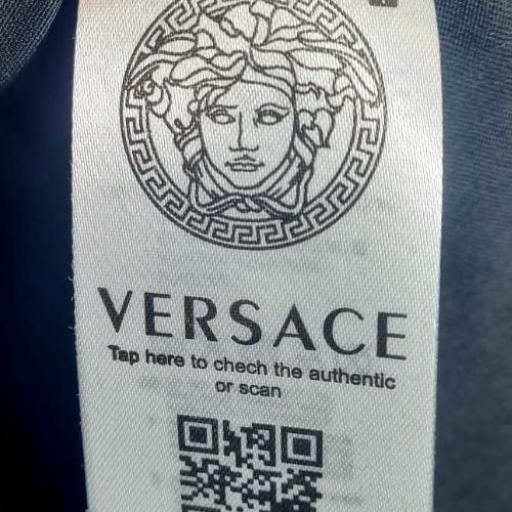 VERSACE
Tap here to chech the authentic
or scan